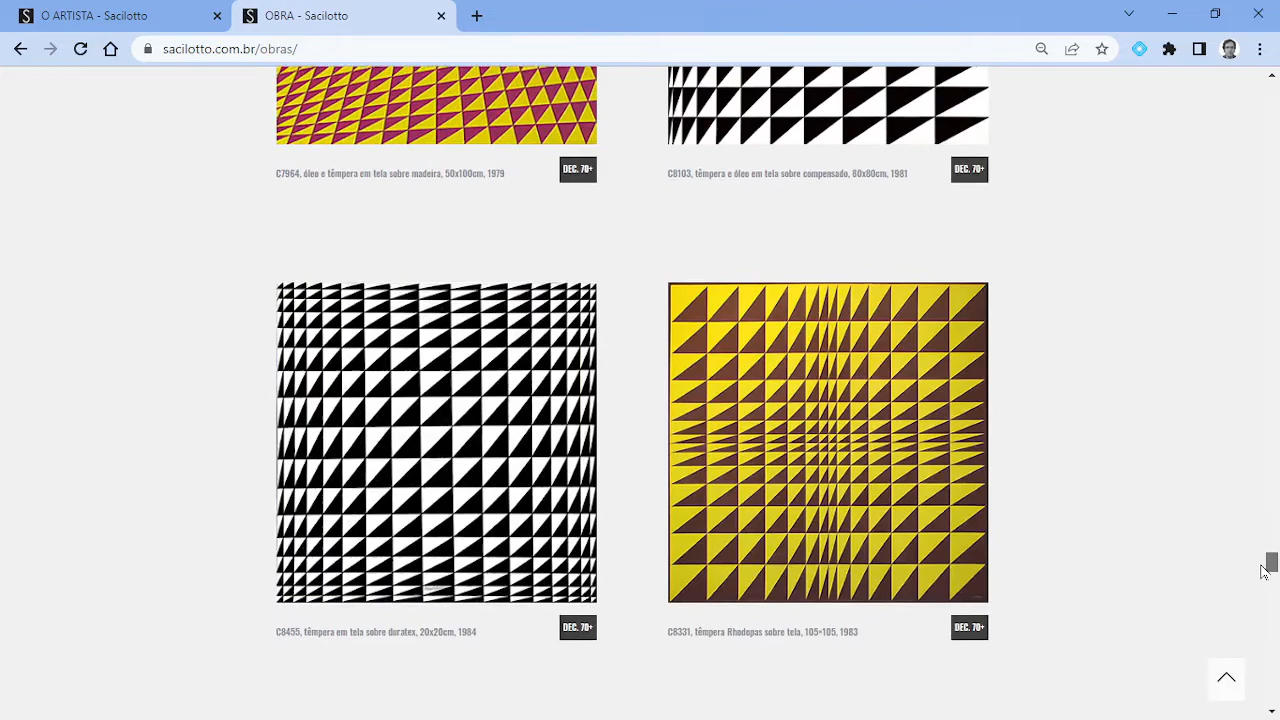 O ARTISTA - Sacilotto
OBRA - Sacilotto
sacilotto.com.br/obras/
C7964, óleo e têmpera em tela sobre madeira, 50x100cm, 1979
DEC. 70+
C8103, têmpera e óleo em tela sobre compensado, 80x80cm, 1981
DEC. 70+
C8455, têmpera em tela sobre duratex, 20x20cm, 1984
DEC. 70+
C8331, têmpera Rhodopas sobre tela, 105×105, 1983
DEC. 70+